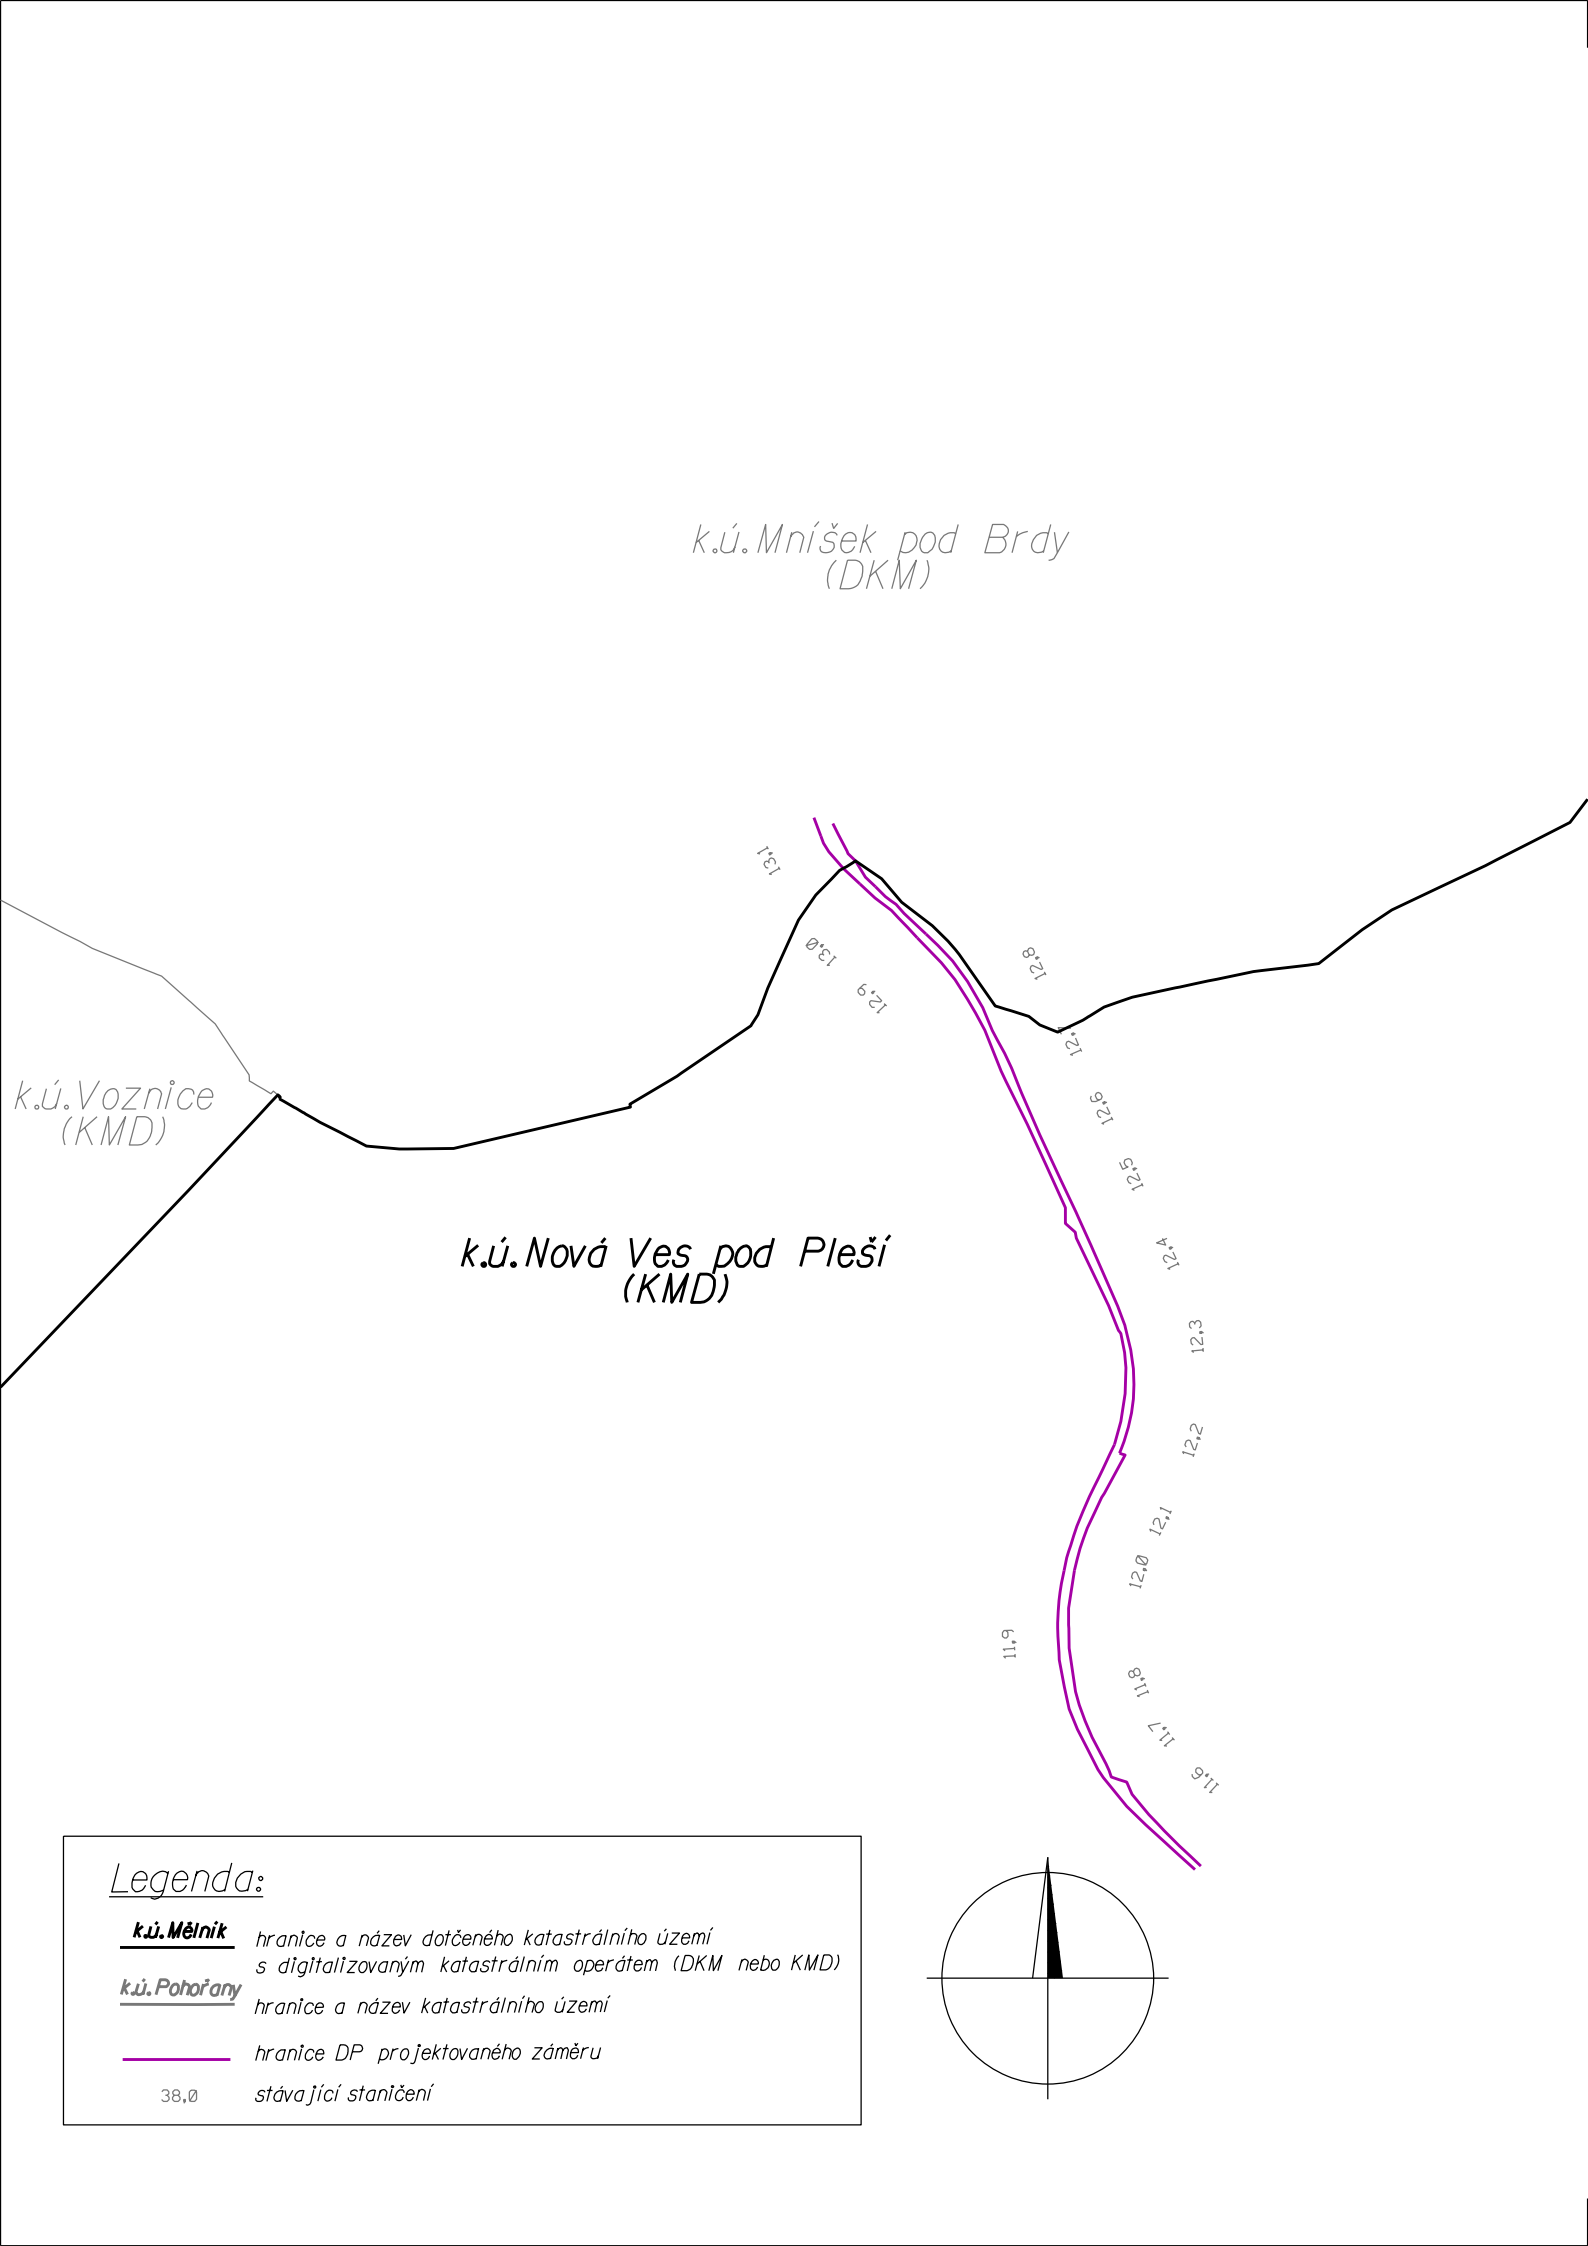 k.ú.Mníšek pod Brdy
(DKM)
13,1
13,0
12,9
12,8
12,6
k.ú.Voznice
(KMD)
12,5
k.ú.Nová Ves pod Pleší
(KMD)
12,4
12,3
12,2
12,1
12,0
11,9
11,8
11,7
11,6
Legenda:
k.ú.Mělník
hranice a název dotčeného katastrálního území
s digitalizovaným katastrálním operátem (DKM nebo KMD)
k.ú.Pohořany
hranice a název katastrálního území
hranice DP projektovaného záměru
38,0
stávající staničení